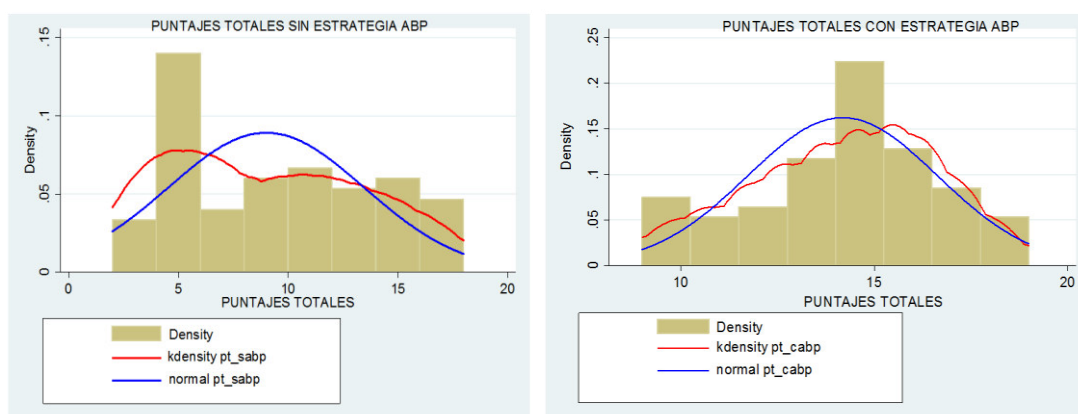 PUNTAJES TOTALES SIN ESTRATEGIA ABP
.15
.1
.05
0
Density
0 5 10 15 20
PUNTAJES TOTALES
Density
kdensity pt_sabp
normal pt_sabp
PUNTAJES TOTALES CON ESTRATEGIA ABP
.25
.2
.15
.1
.05
0
Density
10 15 20
PUNTAJES TOTALES
Density
kdensity pt_cabp
normal pt_cabp